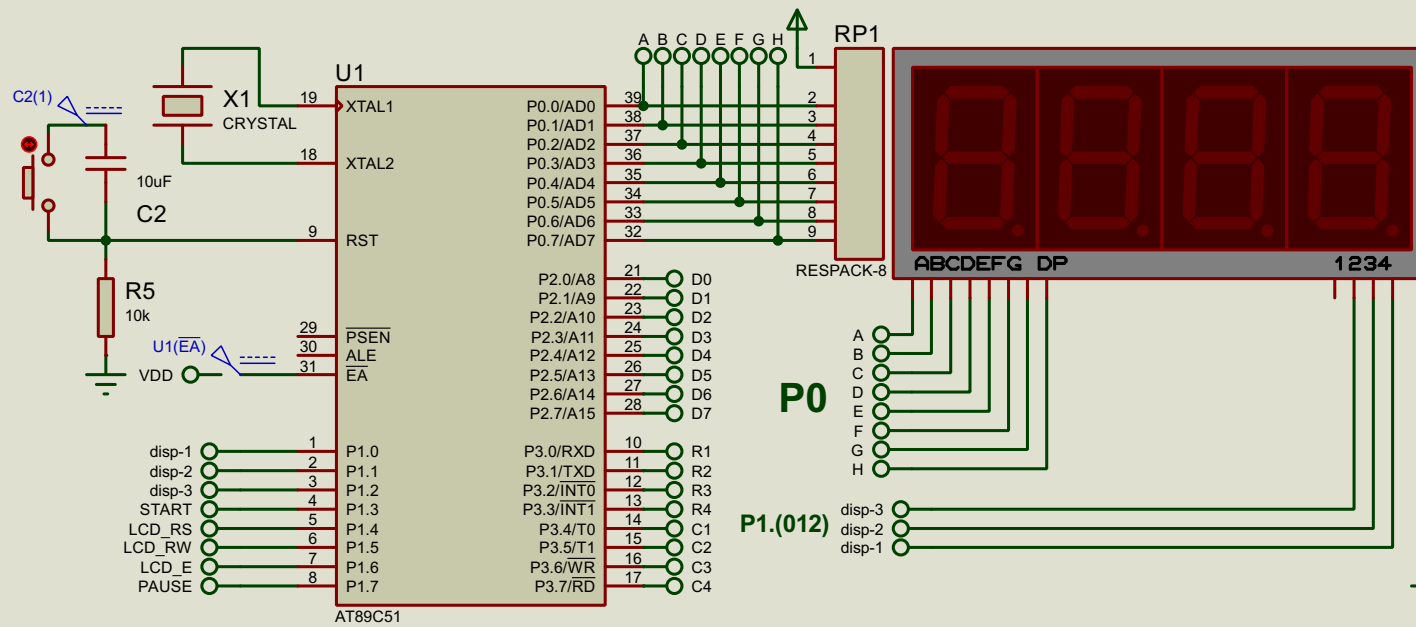 A B C D E F G H
RP1
1
2
3
4
5
6
7
8
9
RESPACK-8
C2(1)
X1
CRYSTAL
10uF
C2
R5
10k
U1(EA)
VDD
U1
19 XTAL1
18 XTAL2
9 RST
29 PSEN
30 ALE
31 EA
disp-1 1 P1.0
disp-2 2 P1.1
disp-3 3 P1.2
START 4 P1.3
LCD_RS 5 P1.4
LCD_RW 6 P1.5
LCD_E 7 P1.6
PAUSE 8 P1.7
P0.0/AD0 39
P0.1/AD1 38
P0.2/AD2 37
P0.3/AD3 36
P0.4/AD4 35
P0.5/AD5 34
P0.6/AD6 33
P0.7/AD7 32
P2.0/A8 21 D0
P2.1/A9 22 D1
P2.2/A10 23 D2
P2.3/A11 24 D3
P2.4/A12 25 D4
P2.5/A13 26 D5
P2.6/A14 27 D6
P2.7/A15 28 D7
P3.0/RXD 10 R1
P3.1/TXD 11 R2
P3.2/INT0 12 R3
P3.3/INT1 13 R4
P3.4/T0 14 C1
P3.5/T1 15 C2
P3.6/WR 16 C3
P3.7/RD 17 C4
AT89C51
ABCDEFG DP 1234
P0
A
B
C
D
E
F
G
H
P1.(012)
disp-3
disp-2
disp-1